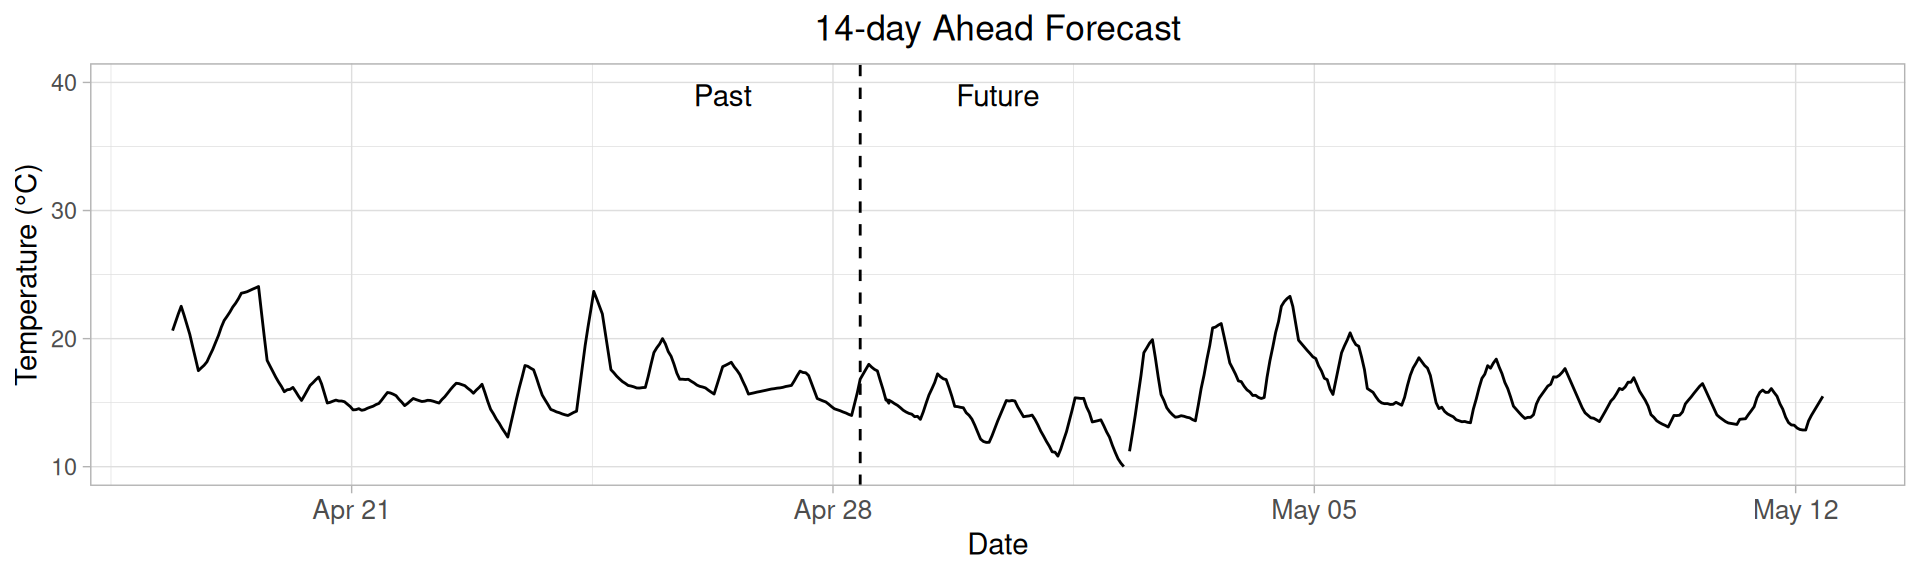 14-day Ahead Forecast
Past
Future
Temperature (°C)
40
30
20
10
Apr 21
Apr 28
May 05
May 12
Date